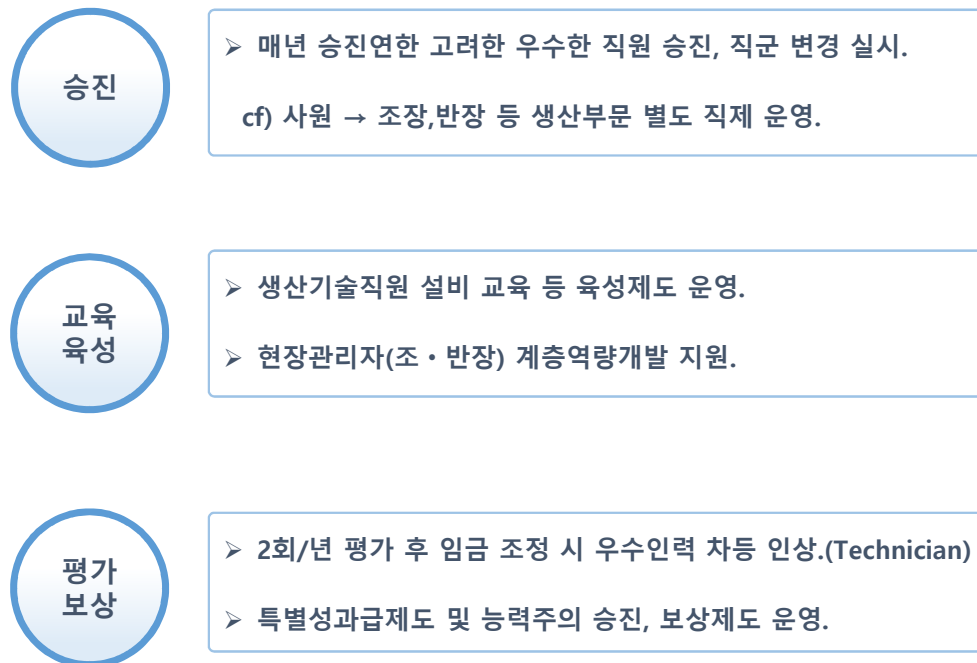 승진
➢ 매년 승진연한 고려한 우수한 직원 승진, 직군 변경 실시.
cf) 사원 → 조장,반장 등 생산부문 별도 직제 운영.
교육
육성
➢ 생산기술직원 설비 교육 등 육성제도 운영.
➢ 현장관리자(조・반장) 계층역량개발 지원.
평가
보상
➢ 2회/년 평가 후 임금 조정 시 우수인력 차등 인상.(Technician)
➢ 특별성과급제도 및 능력주의 승진, 보상제도 운영.